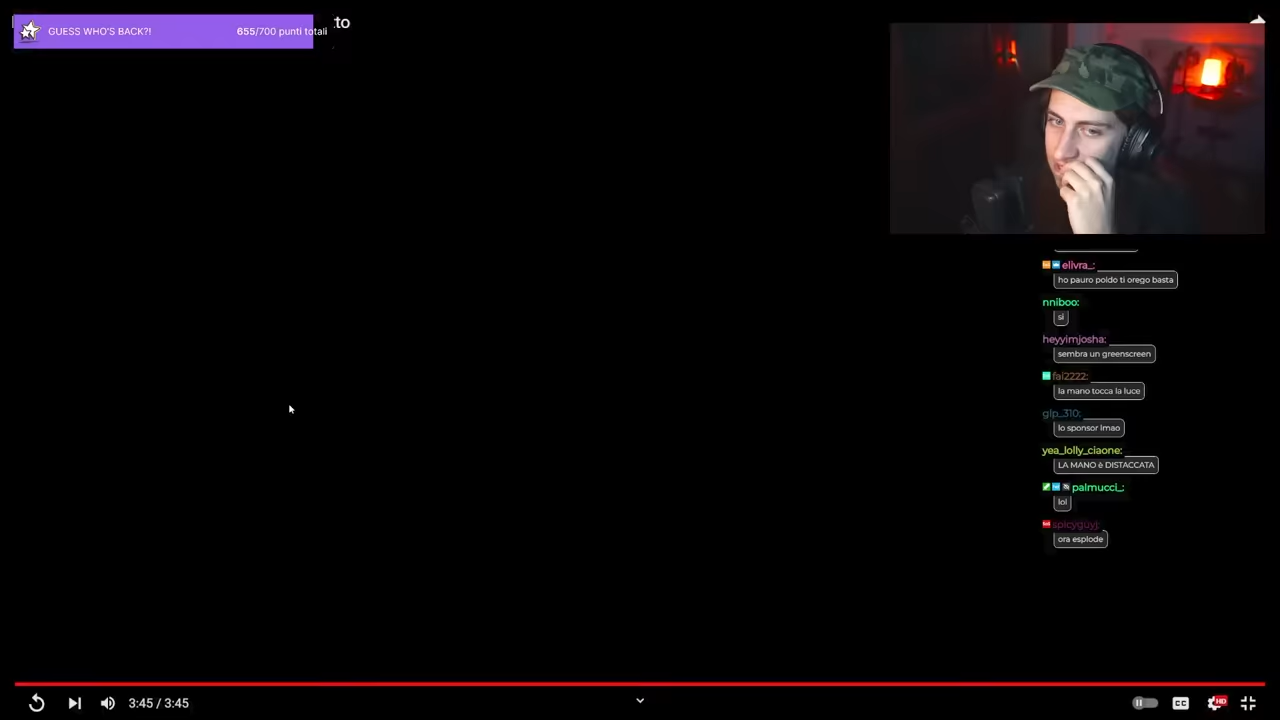 GUESS WHO'S BACK?! 655/700 punti totali
to
elivra_:
ho pauro poldo ti orego basta
nniboo:
si
heyyimjosha:
sembra un greenscreen
fai2222:
la mano tocca la luce
glp_310:
lo sponsor lmao
yea_lolly_ciaone:
LA MANO è DISTACCATA
palmucci_:
lol
spicyguyj:
ora esplode
3:45 / 3:45
CC
HD